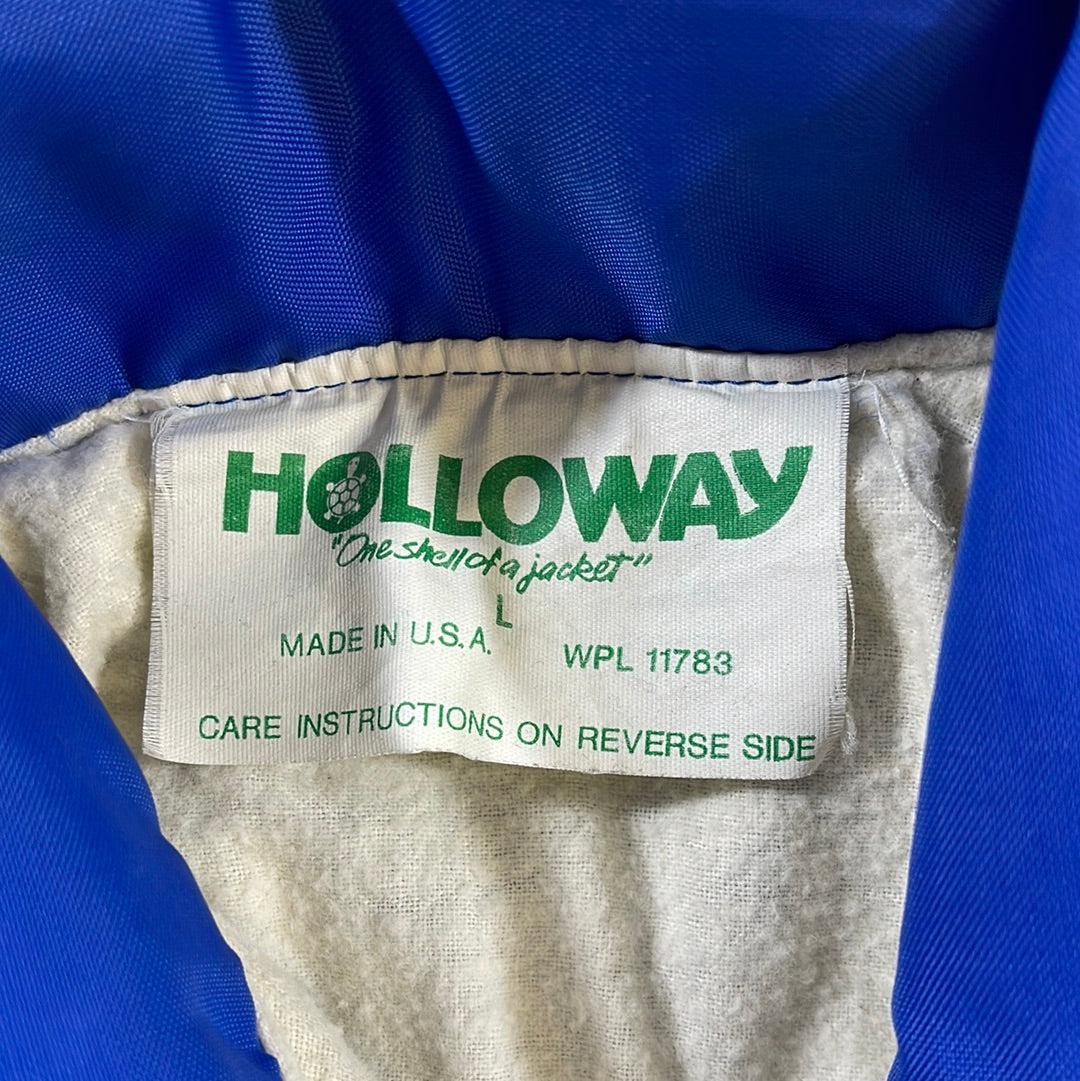 HOLLOWAY
"One shell of a jacket"
L
MADE IN U.S.A. WPL 11783
CARE INSTRUCTIONS ON REVERSE SIDE